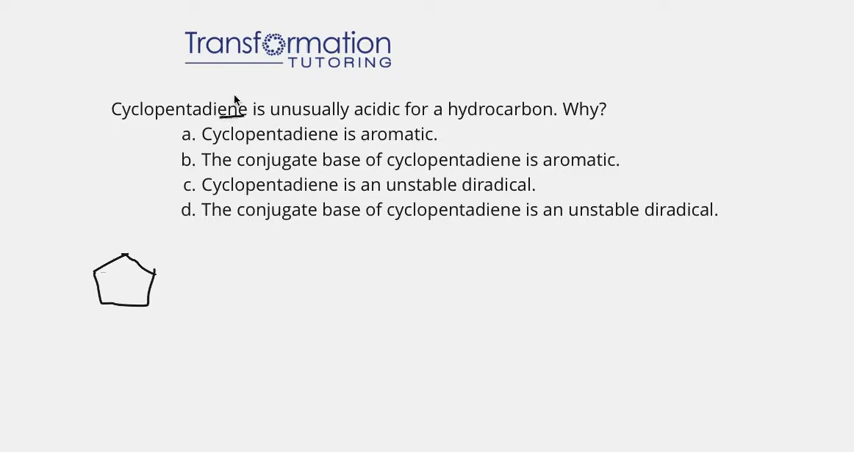 Transformation
TUTORING
Cyclopentadiene is unusually acidic for a hydrocarbon. Why?
a. Cyclopentadiene is aromatic.
b. The conjugate base of cyclopentadiene is aromatic.
c. Cyclopentadiene is an unstable diradical.
d. The conjugate base of cyclopentadiene is an unstable diradical.